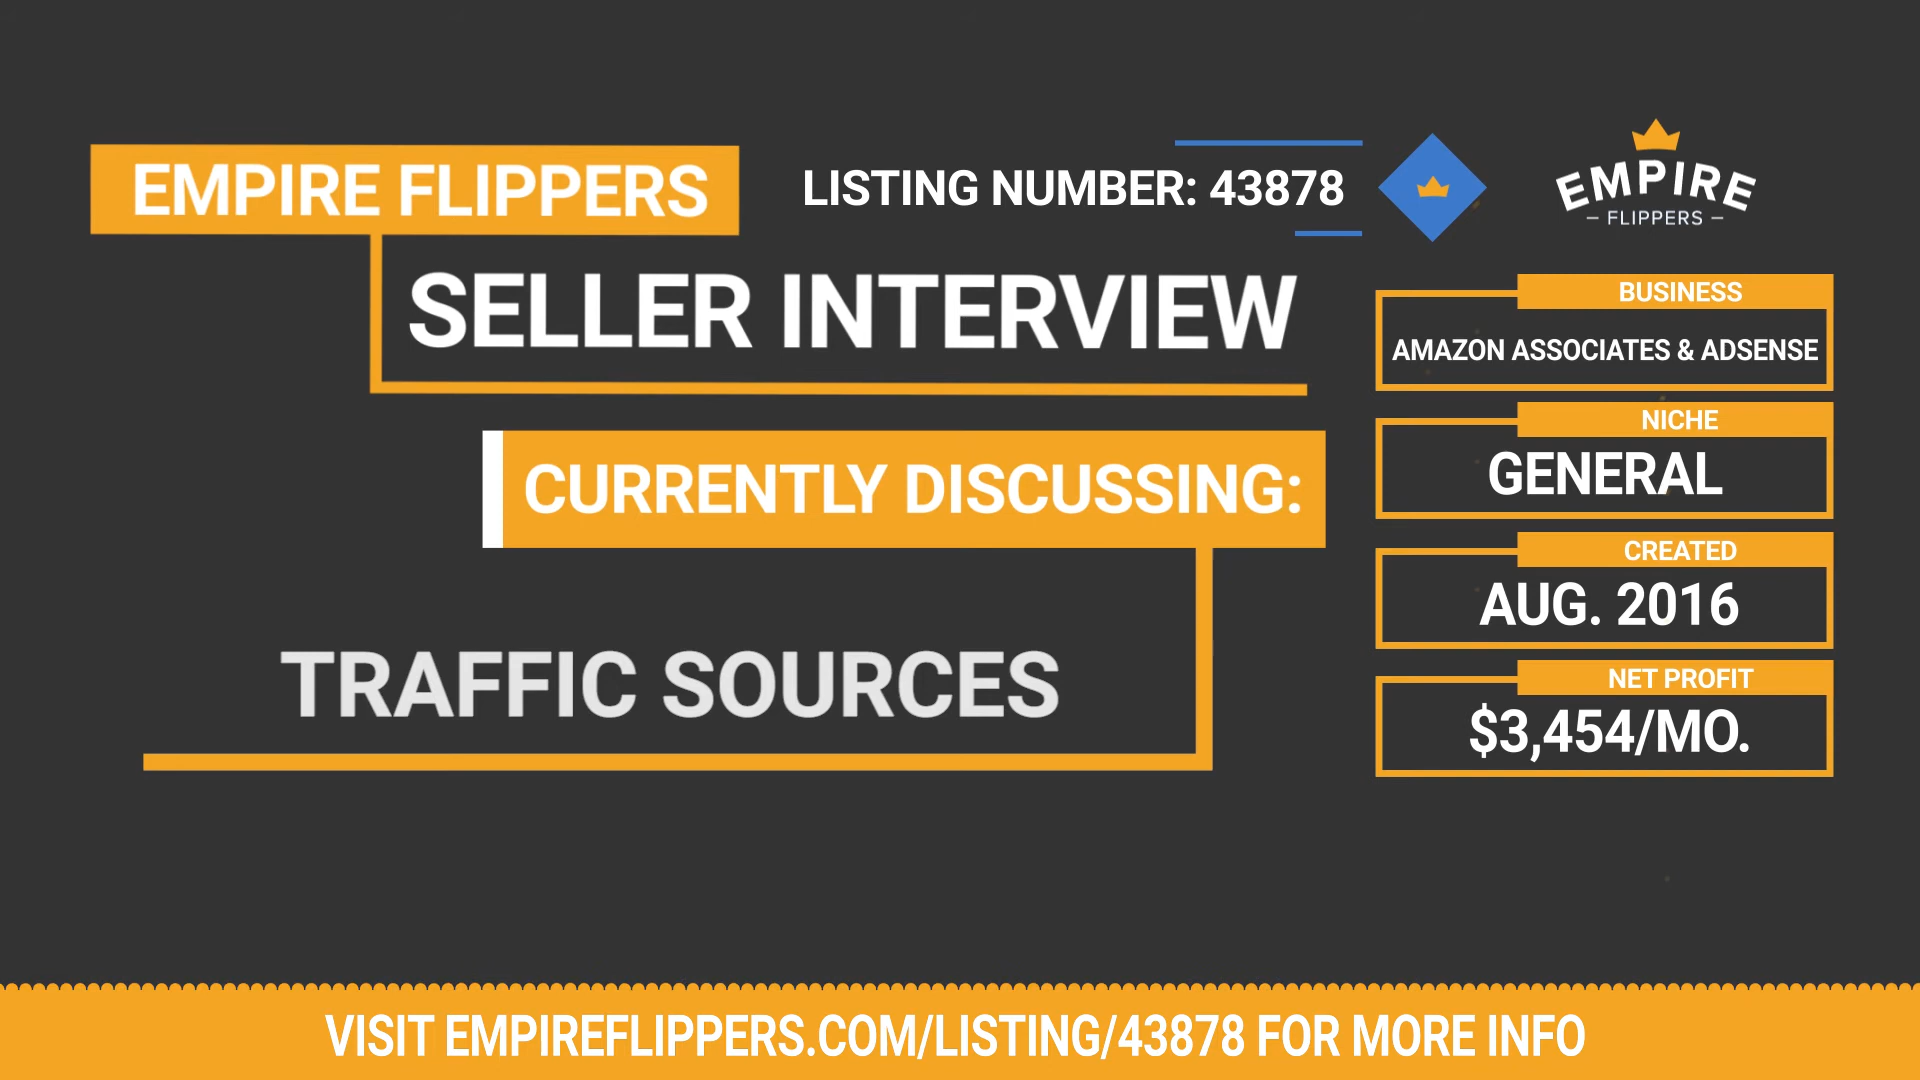 EMPIRE FLIPPERS
LISTING NUMBER: 43878
EMPIRE
FLIPPERS
SELLER INTERVIEW
CURRENTLY DISCUSSING:
TRAFFIC SOURCES
BUSINESS
AMAZON ASSOCIATES & ADSENSE
NICHE
GENERAL
CREATED
AUG. 2016
NET PROFIT
$3,454/MO.
VISIT EMPIREFLIPPERS.COM/LISTING/43878 FOR MORE INFO